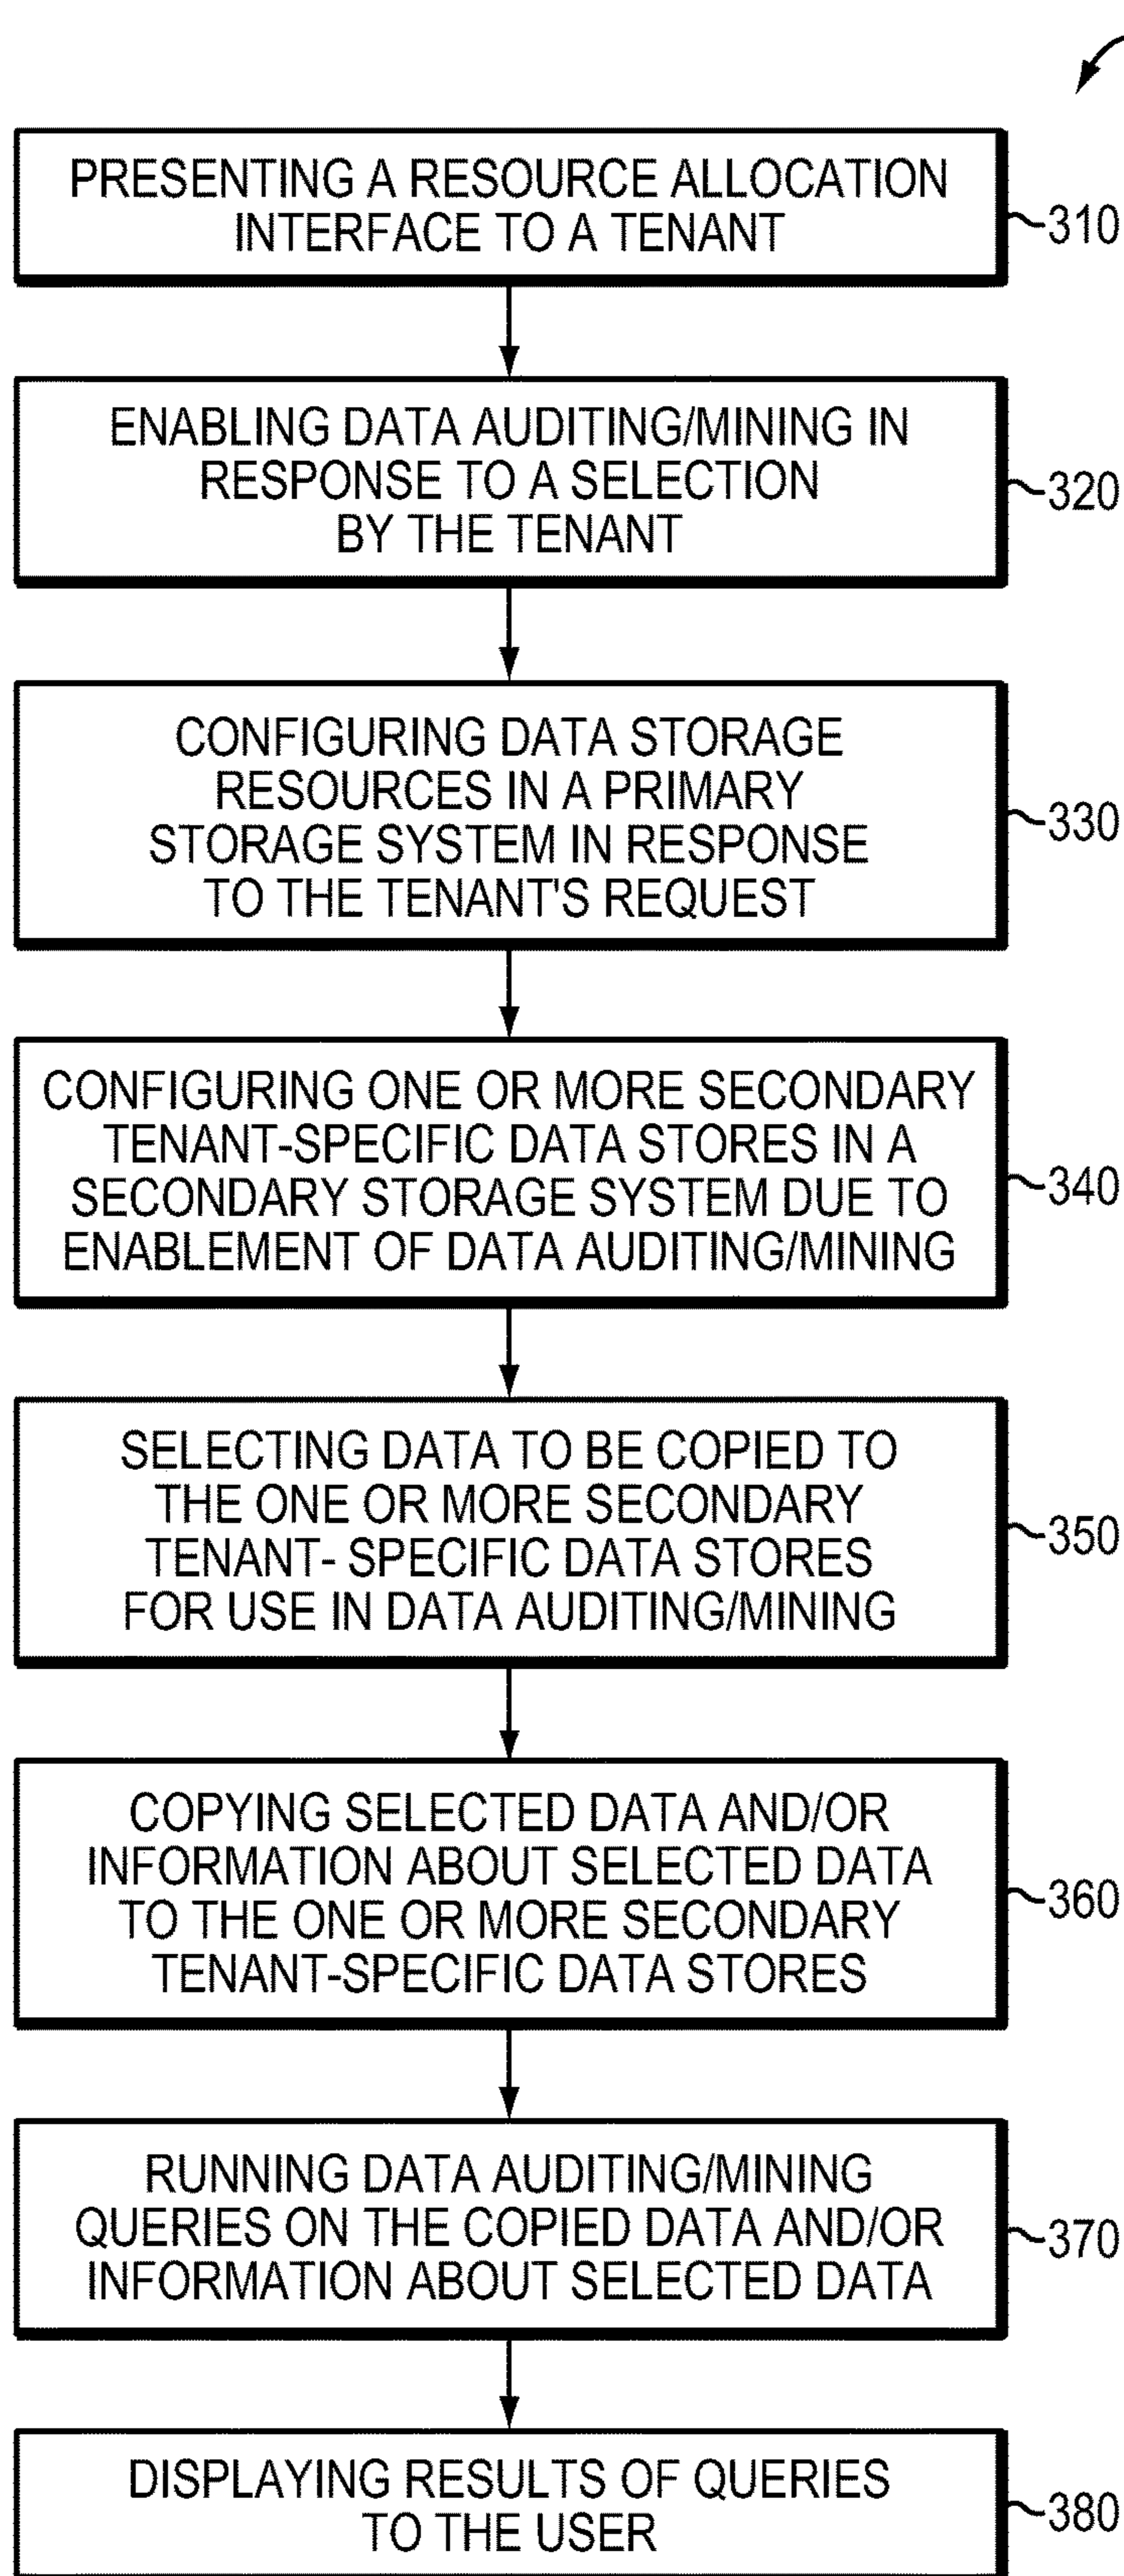 PRESENTING A RESOURCE ALLOCATION
INTERFACE TO A TENANT
310
ENABLING DATA AUDITING/MINING IN
RESPONSE TO A SELECTION
BY THE TENANT
320
CONFIGURING DATA STORAGE
RESOURCES IN A PRIMARY
STORAGE SYSTEM IN RESPONSE
TO THE TENANT'S REQUEST
330
CONFIGURING ONE OR MORE SECONDARY
TENANT-SPECIFIC DATA STORES IN A
SECONDARY STORAGE SYSTEM DUE TO
ENABLEMENT OF DATA AUDITING/MINING
340
SELECTING DATA TO BE COPIED TO
THE ONE OR MORE SECONDARY
TENANT- SPECIFIC DATA STORES
FOR USE IN DATA AUDITING/MINING
350
COPYING SELECTED DATA AND/OR
INFORMATION ABOUT SELECTED DATA
TO THE ONE OR MORE SECONDARY
TENANT-SPECIFIC DATA STORES
360
RUNNING DATA AUDITING/MINING
QUERIES ON THE COPIED DATA AND/OR
INFORMATION ABOUT SELECTED DATA
370
DISPLAYING RESULTS OF QUERIES
TO THE USER
380